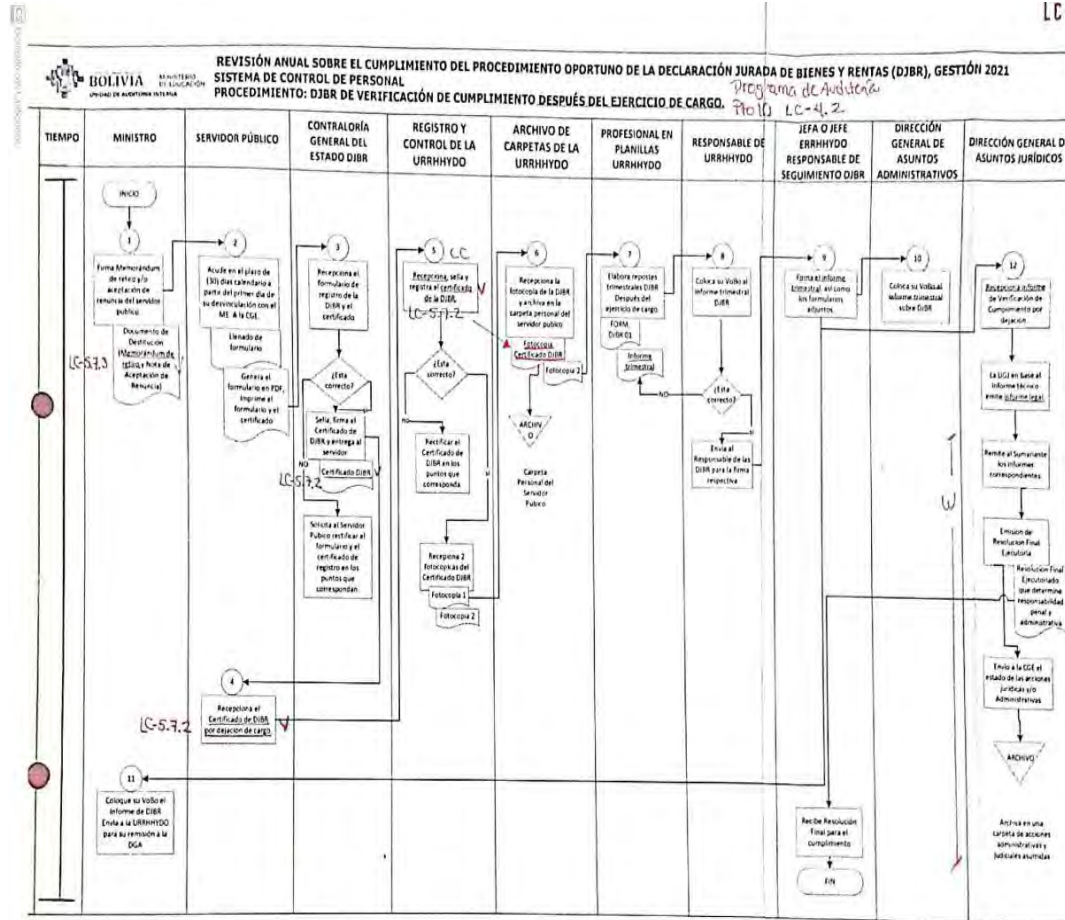 LC
BOLIVIA
MINISTERIO
DE EDUCACIÓN
UNIDAD DE AUDITORIA INTERNA
REVISIÓN ANUAL SOBRE EL CUMPLIMIENTO DEL PROCEDIMIENTO OPORTUNO DE LA DECLARACIÓN JURADA DE BIENES Y RENTAS (DJBR), GESTIÓN 2021
SISTEMA DE CONTROL DE PERSONAL
PROCEDIMIENTO: DJBR DE VERIFICACIÓN DE CUMPLIMIENTO DESPUÉS DEL EJERCICIO DE CARGO.
Programa de Auditoría
LC-4.2
TIEMPO
MINISTRO
SERVIDOR PÚBLICO
CONTRALORÍA
GENERAL DEL
ESTADO DJBR
REGISTRO Y
CONTROL DE LA
URRHHYDO
ARCHIVO DE
CARPETAS DE LA
URRHHYDO
PROFESIONAL EN
PLANILLAS
URRHHYDO
RESPONSABLE DE
URRHHYDO
JEFA O JEFE
ERRHHYDO
RESPONSABLE DE
SEGUIMIENTO DJBR
DIRECCIÓN
GENERAL DE
ASUNTOS
ADMINISTRATIVOS
DIRECCIÓN GENERAL D
ASUNTOS JURÍDICOS
INICIO
1
Firma Memorándum
de retiro y/o
aceptación de
renuncia del servidor
publico
Documento de
Destitución
(Memorándum de
retiro y Nota de
Aceptación de
Renuncia)
LC-5.7.3
2
Acude en el plazo de
(30) días calendario a
partir del primer día de
su desvinculación con el
ME. A la CGE.
Llenado de
formulario
Genera el
formulario en PDF,
imprime el
formulario y el
certificado
3
Recepciona el
formulario de
registro de la
DJBR y el
certificado
¿Esta
correcto?
Sella, firma el
Certificado de
DJBR y entrega al
servidor
NO
Certificado DJBR
LC-5.7.2
Solicita al Servidor
Publico rectificar el
formulario y el
certificado de
registro en los
puntos que
correspondan
4
Recepciona el
Certificado de DJBR
por dejación de cargo
LC-5.7.2
5
LC
Recepciona, sella y
registra el certificado
de la DJBR
LC-5.7.2
¿Esta
correcto?
NO
Rectificar el
Certificado de
DJBR en los
puntos que
corresponda
Recepciona 2
fotocopias del
Certificado DJBR
Fotocopia 1
Fotocopia 2
6
Recepciona la
fotocopia de la DJBR
y archiva en la
carpeta personal del
servidor publico
Fotocopia
Certificado DJBR
Fotocopia 2
ARCHIV
O
Carpeta
Personal del
Servidor
Publico
7
Elabora repostes
trimestrales DJBR
Después del
ejercicio de cargo
FORM.
DJBR 01
Informe
trimestral
8
Coloca su VoBo al
informe trimestral
DJBR
¿Esta
correcto?
NO
Envia al
Responsable de las
DJBR para la firma
respectiva
9
Firma el informe
trimestral, así como
los formularios
adjuntos
10
Coloca su VoBo al
informe trimestral
sobre DJBR
12
Recepciona informe
de Verificación de
Cumplimiento por
dejación
La UGJ en base al
informe técnico
emite informe legal
Remite al Sumariante
los informes
correspondientes
Emision de
Resolucion Final
Ejecutoria
Resolucion Final
Ejecutoriado
que determina
responsabilidad
penal y
administrativa
Envio a la CGE el
estado de las acciones
jurídicas y/o
Administrativas
ARCHIVO
Archiva en una
carpeta de acciones
administrativas y
judiciales asumidas
11
Coloque su VoBo el
informe de DJBR
Envia a la URRHHYDO
para su remisión a la
DGA
Recibe Resolución
Final para el
cumplimiento
FIN